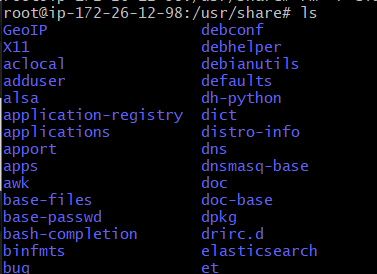 root@ip-172-26-12-98:/usr/share# ls
GeoIP debconf
X11 debhelper
aclocal debianutils
adduser defaults
alsa dh-python
application-registry dict
applications distro-info
apport dns
apps dnsmasq-base
awk doc
base-files doc-base
base-passwd dpkg
bash-completion drirc.d
binfmts elasticsearch
bug et